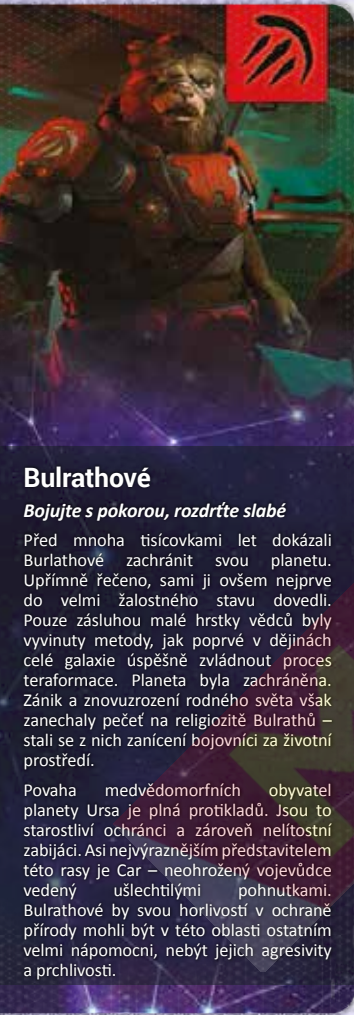 Bulrathové
Bojujte s pokorou, rozdrťte slabé
Před mnoha tisícovkami let dokázali
Burlathové zachránit svou planetu.
Upřímně řečeno, sami ji ovšem nejprve
do velmi žalostného stavu dovedli.
Pouze zásluhou malé hrstky vědců byly
vyvinuty metody, jak poprvé v dějinách
celé galaxie úspěšně zvládnout proces
teraformace. Planeta byla zachráněna.
Zánik a znovuzrození rodného světa však
zanechaly pečeť na religiozitě Bulrathů –
stali se z nich zanícení bojovníci za životní
prostředí.
Povaha medvědomorfních obyvatel
planety Ursa je plná protikladů. Jsou to
starostliví ochránci a zároveň nelítostní
zabijáci. Asi nejvýraznějším představitelem
této rasy je Car – neohrožený vojevůdce
vedený ušlechtilými pohnutkami.
Bulrathové by svou horlivostí v ochraně
přírody mohli být v této oblasti ostatním
velmi nápomocni, nebýt jejich agresivity
a prchlivosti.